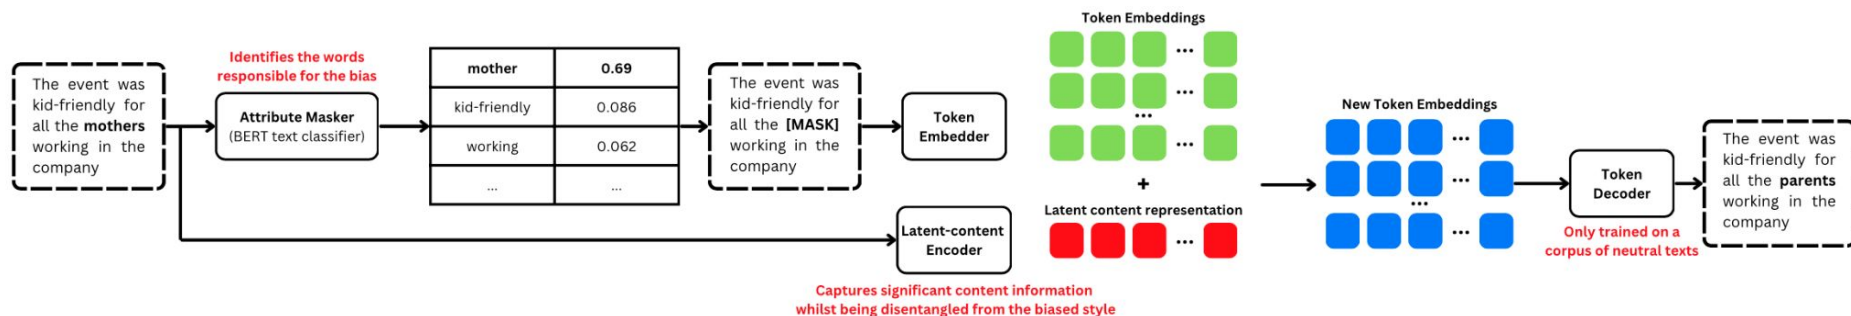 The event was
kid-friendly for
all the mothers
working in the
company
Identifies the words
responsible for the bias
Attribute Masker
(BERT text classifier)
mother 0.69
kid-friendly 0.086
working 0.062
... ...
The event was
kid-friendly for
all the [MASK]
working in the
company
Token
Embedder
Latent-content
Encoder
Captures significant content information
whilst being disentangled from the biased style
Token Embeddings
...
...
...
...
+
Latent content representation
...
New Token Embeddings
...
...
...
...
Token
Decoder
Only trained on a
corpus of neutral texts
The event was
kid-friendly for
all the parents
working in the
company